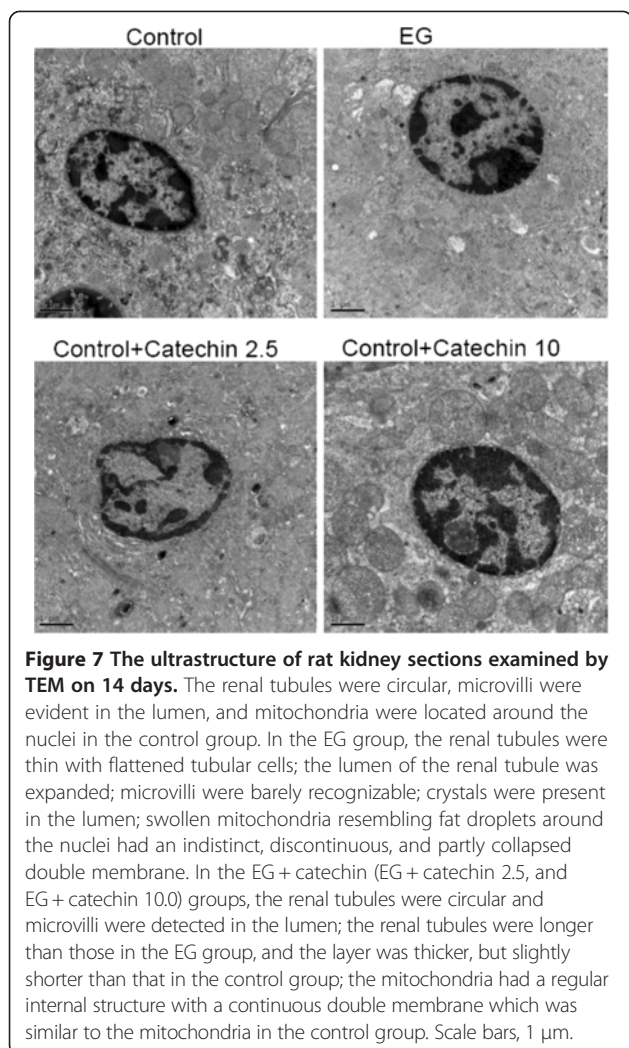 Control EG
Control+Catechin 2.5 Control+Catechin 10
Figure 7 The ultrastructure of rat kidney sections examined by
TEM on 14 days. The renal tubules were circular, microvilli were
evident in the lumen, and mitochondria were located around the
nuclei in the control group. In the EG group, the renal tubules were
thin with flattened tubular cells; the lumen of the renal tubule was
expanded; microvilli were barely recognizable; crystals were present
in the lumen; swollen mitochondria resembling fat droplets around
the nuclei had an indistinct, discontinuous, and partly collapsed
double membrane. In the EG + catechin (EG + catechin 2.5, and
EG + catechin 10.0) groups, the renal tubules were circular and
microvilli were detected in the lumen; the renal tubules were longer
than those in the EG group, and the layer was thicker, but slightly
shorter than that in the control group; the mitochondria had a regular
internal structure with a continuous double membrane which was
similar to the mitochondria in the control group. Scale bars, 1 μm.